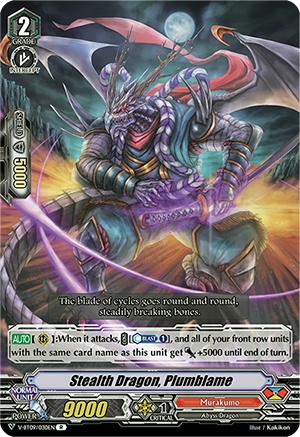 2
GRADE
INTERCEPT
SHIELD
5000
The blade of cycles goes round and round,
steadily breaking bones.
AUTO [ 1]:When it attacks, [BLAST 1], and all of your front row units
with the same card name as this unit get +5000 until end of turn.
NORMAL UNIT
Stealth Dragon, Plumblame
POWER 9000
1
CRITICAL
Murakumo
Abyss Dragon
V-BT09/030EN R
Illust / Kakikon